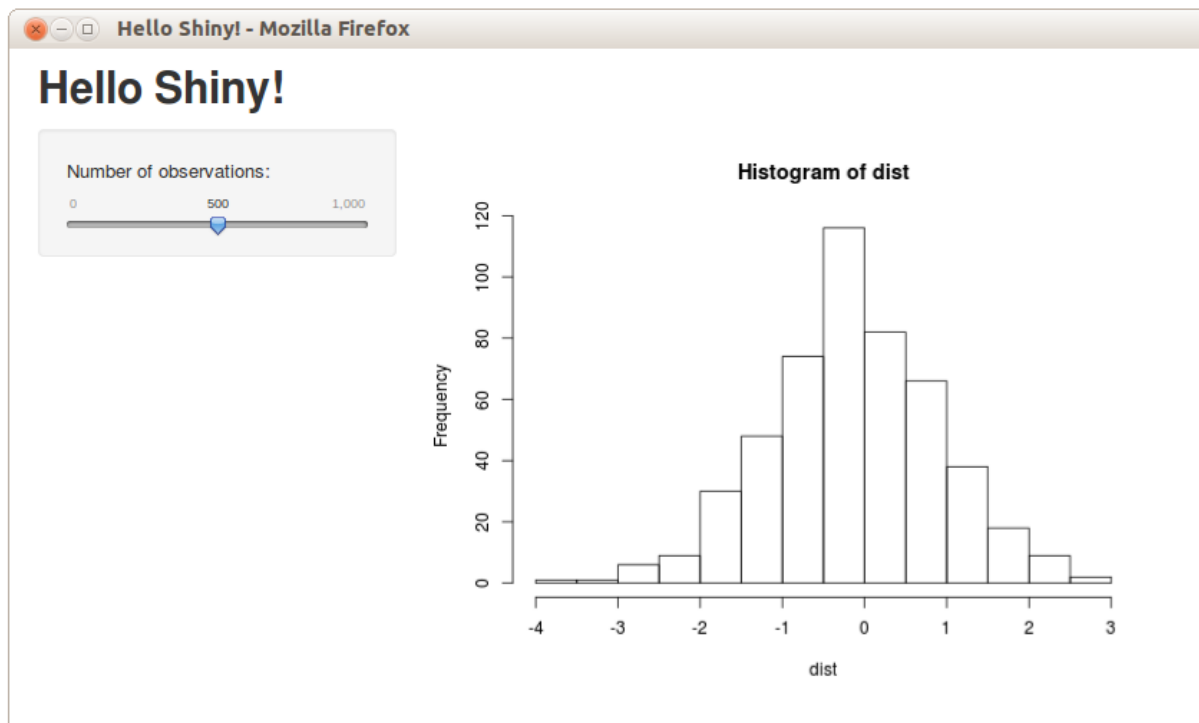 Hello Shiny! - Mozilla Firefox
Hello Shiny!
Number of observations:
0 500 1,000
Histogram of dist
Frequency
120
100
80
60
40
20
0
-4 -3 -2 -1 0 1 2 3
dist